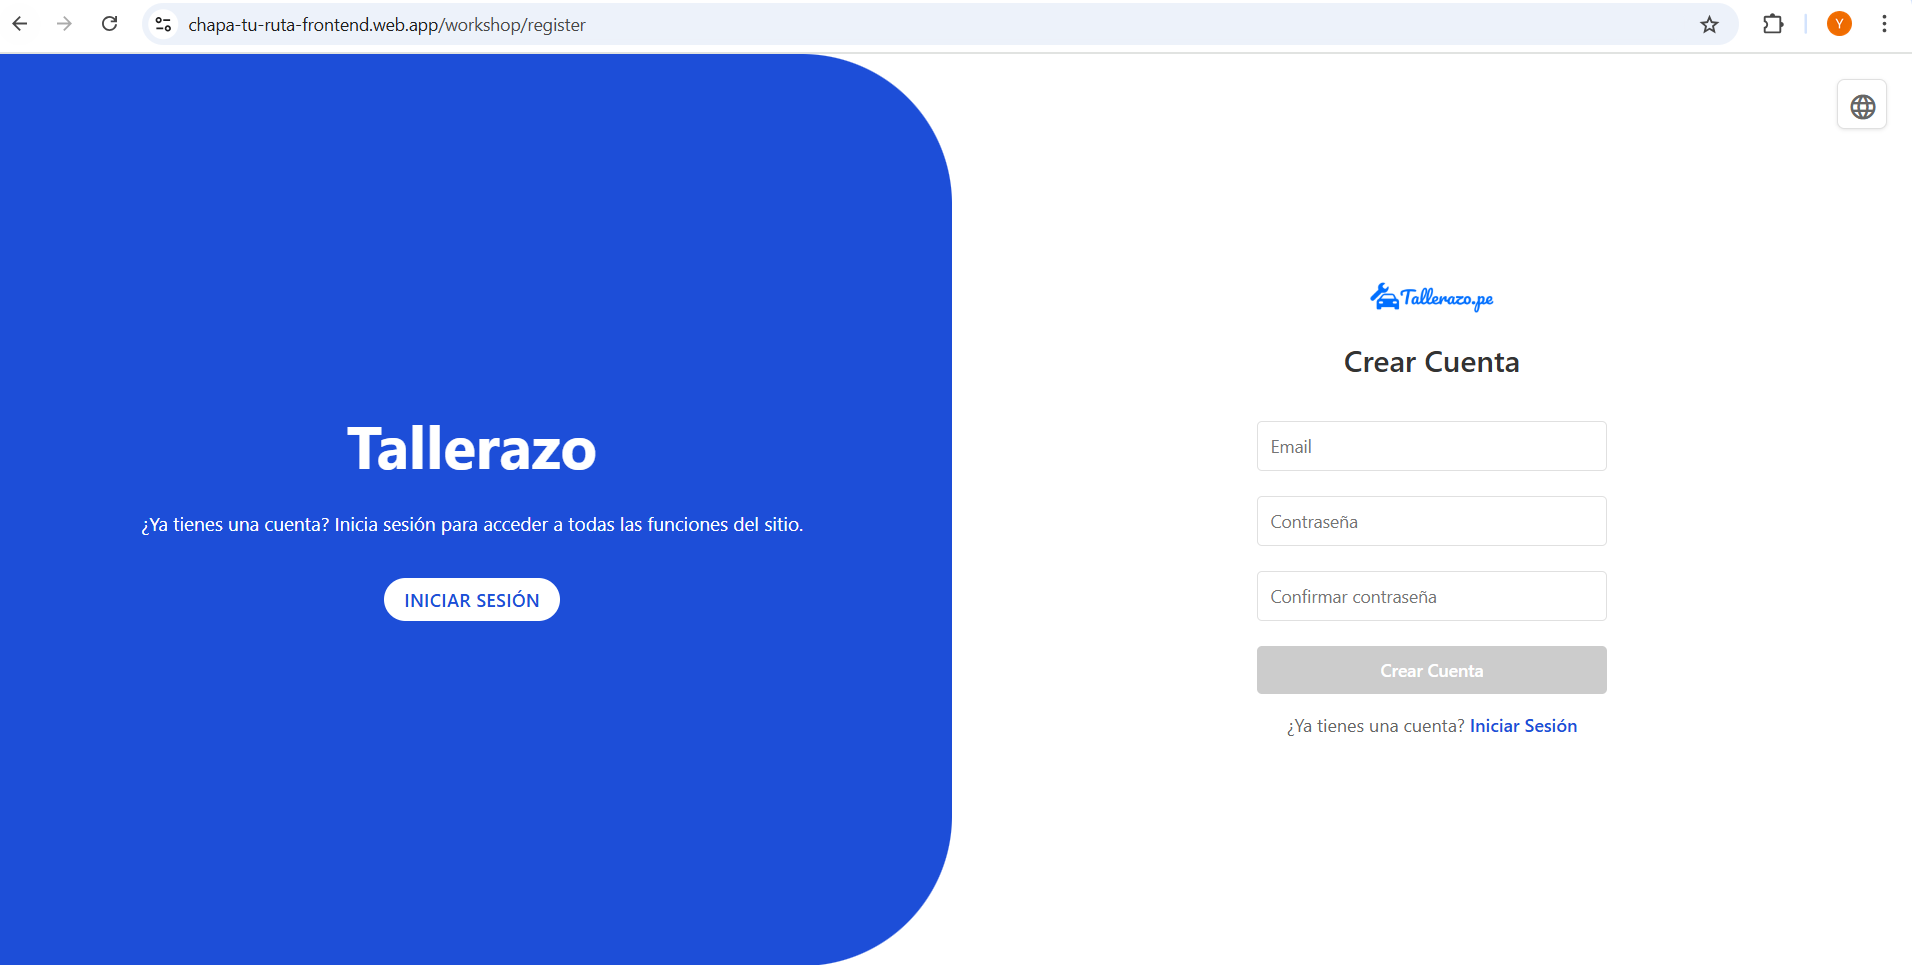 chapa-tu-ruta-frontend.web.app/workshop/register
Y
Tallerazo
¿Ya tienes una cuenta? Inicia sesión para acceder a todas las funciones del sitio.
INICIAR SESIÓN
Tallerazo.pe
Crear Cuenta
Email
Contraseña
Confirmar contraseña
Crear Cuenta
¿Ya tienes una cuenta? Iniciar Sesión